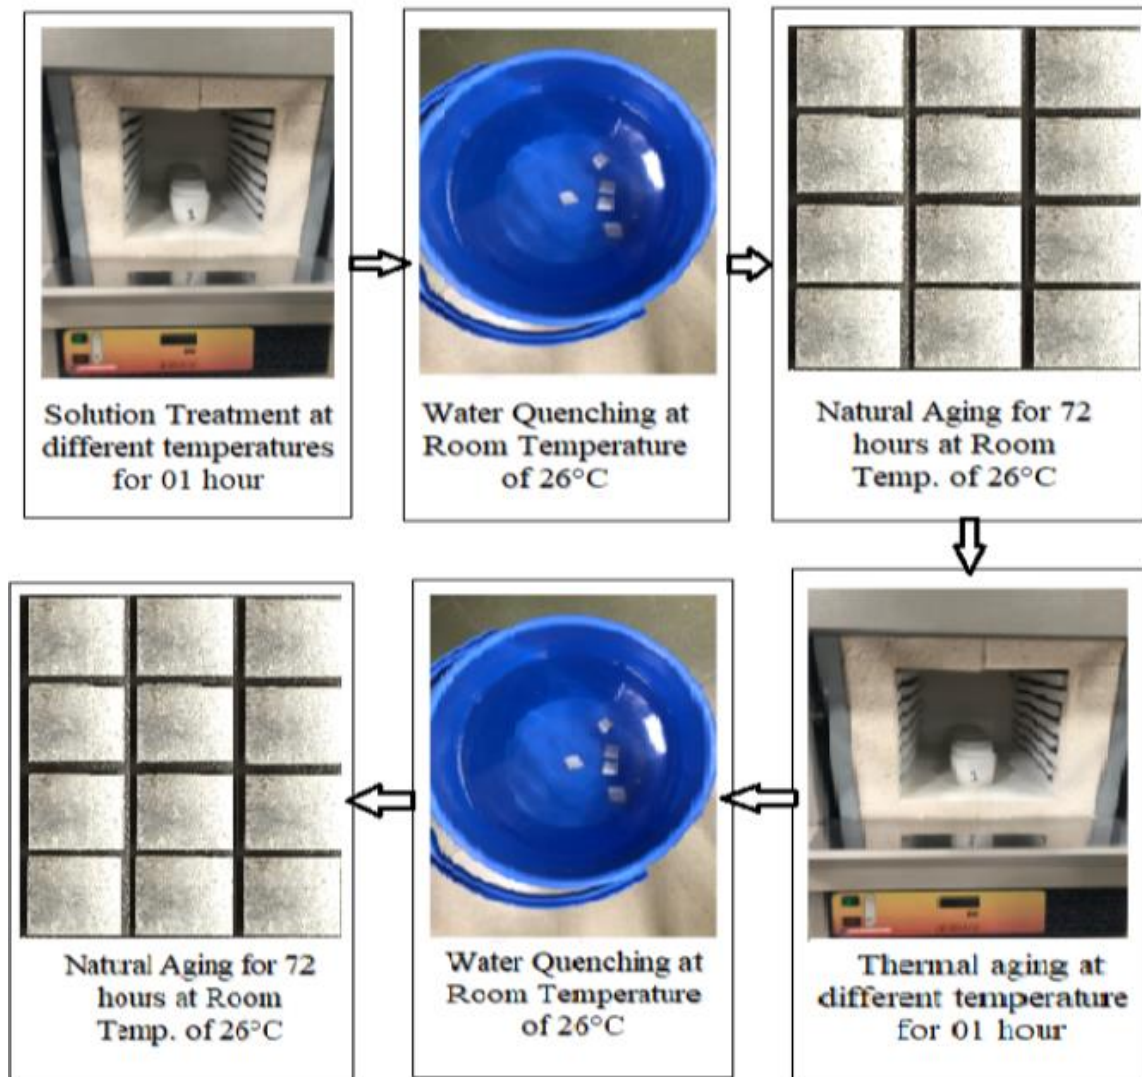 1
Solution Treatment at
different temperatures
for 01 hour
Water Quenching at
Room Temperature
of 26°C
Natural Aging for 72
hours at Room
Temp. of 26°C
1
Thermal aging at
different temperature
for 01 hour
Water Quenching at
Room Temperature
of 26°C
Natural Aging for 72
hours at Room
Temp. of 26°C